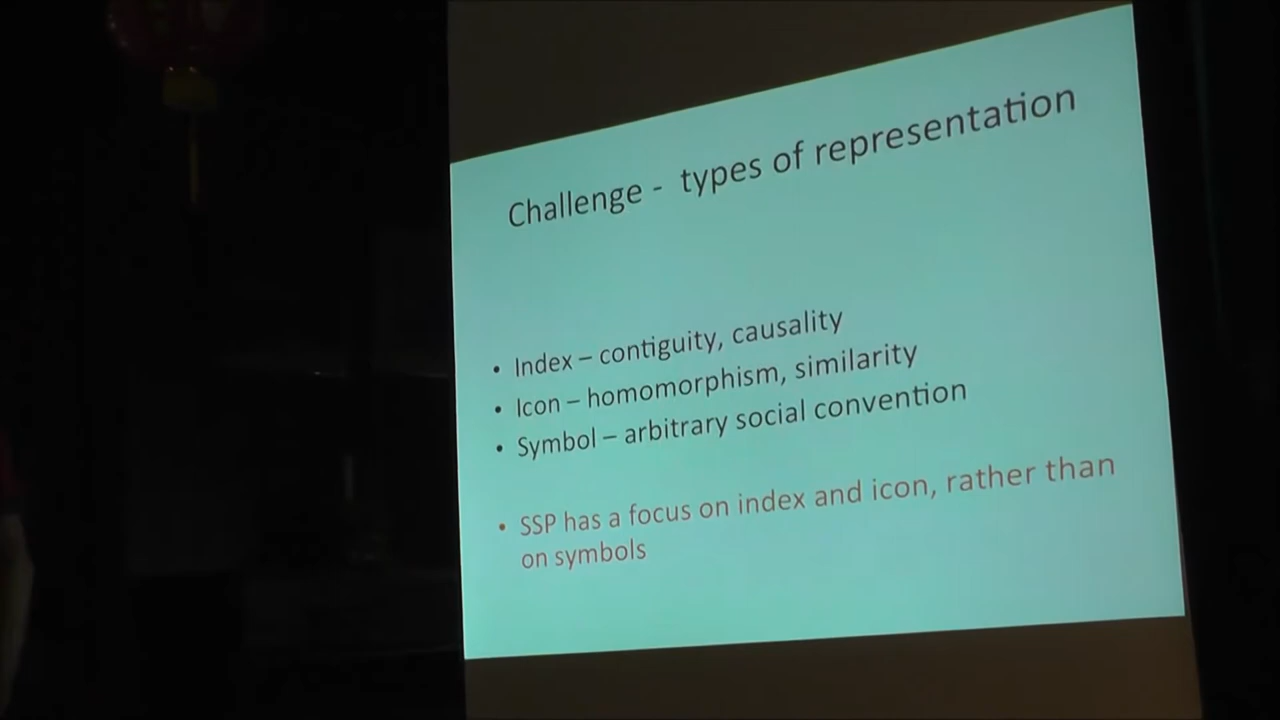 Challenge - types of representation
• Index – contiguity, causality
• Icon – homomorphism, similarity
• Symbol – arbitrary social convention
• SSP has a focus on index and icon, rather than
on symbols